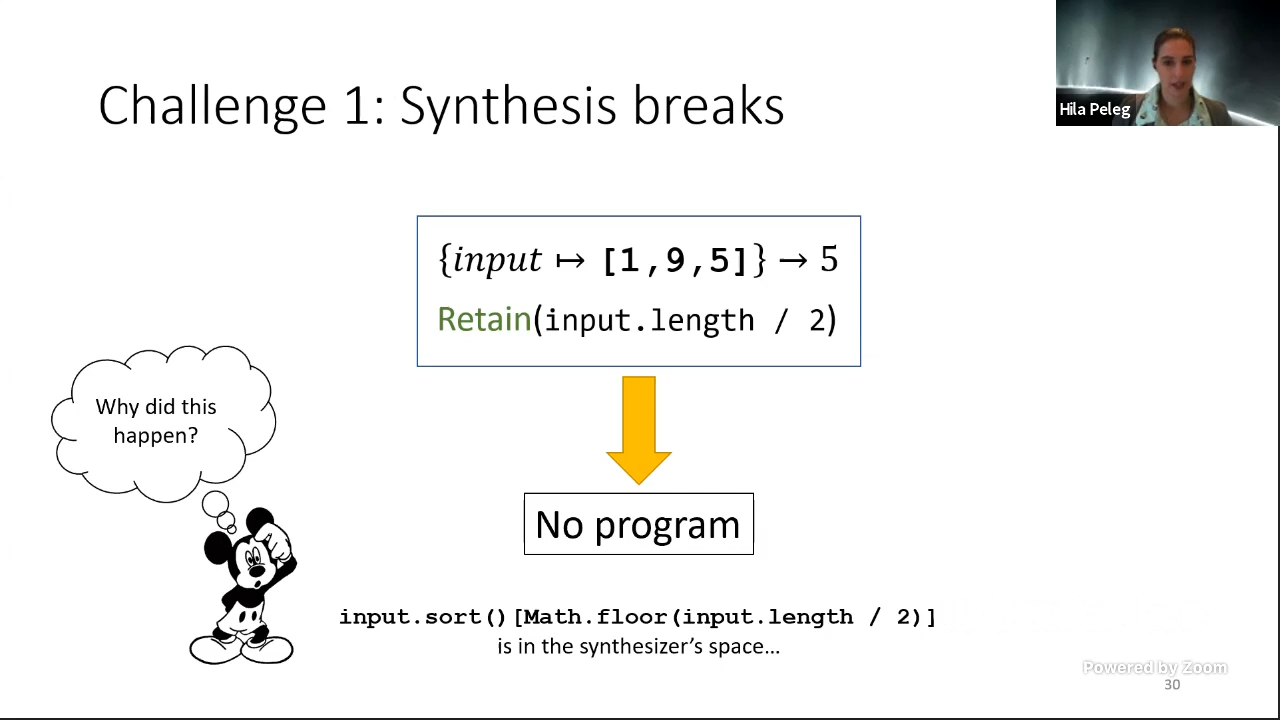 Challenge 1: Synthesis breaks
Hila Peleg
{input ↦ [1,9,5]} → 5
Retain(input.length / 2)
Why did this
happen?
No program
input.sort()[Math.floor(input.length / 2)]
is in the synthesizer's space…
Powered by Zoom
30